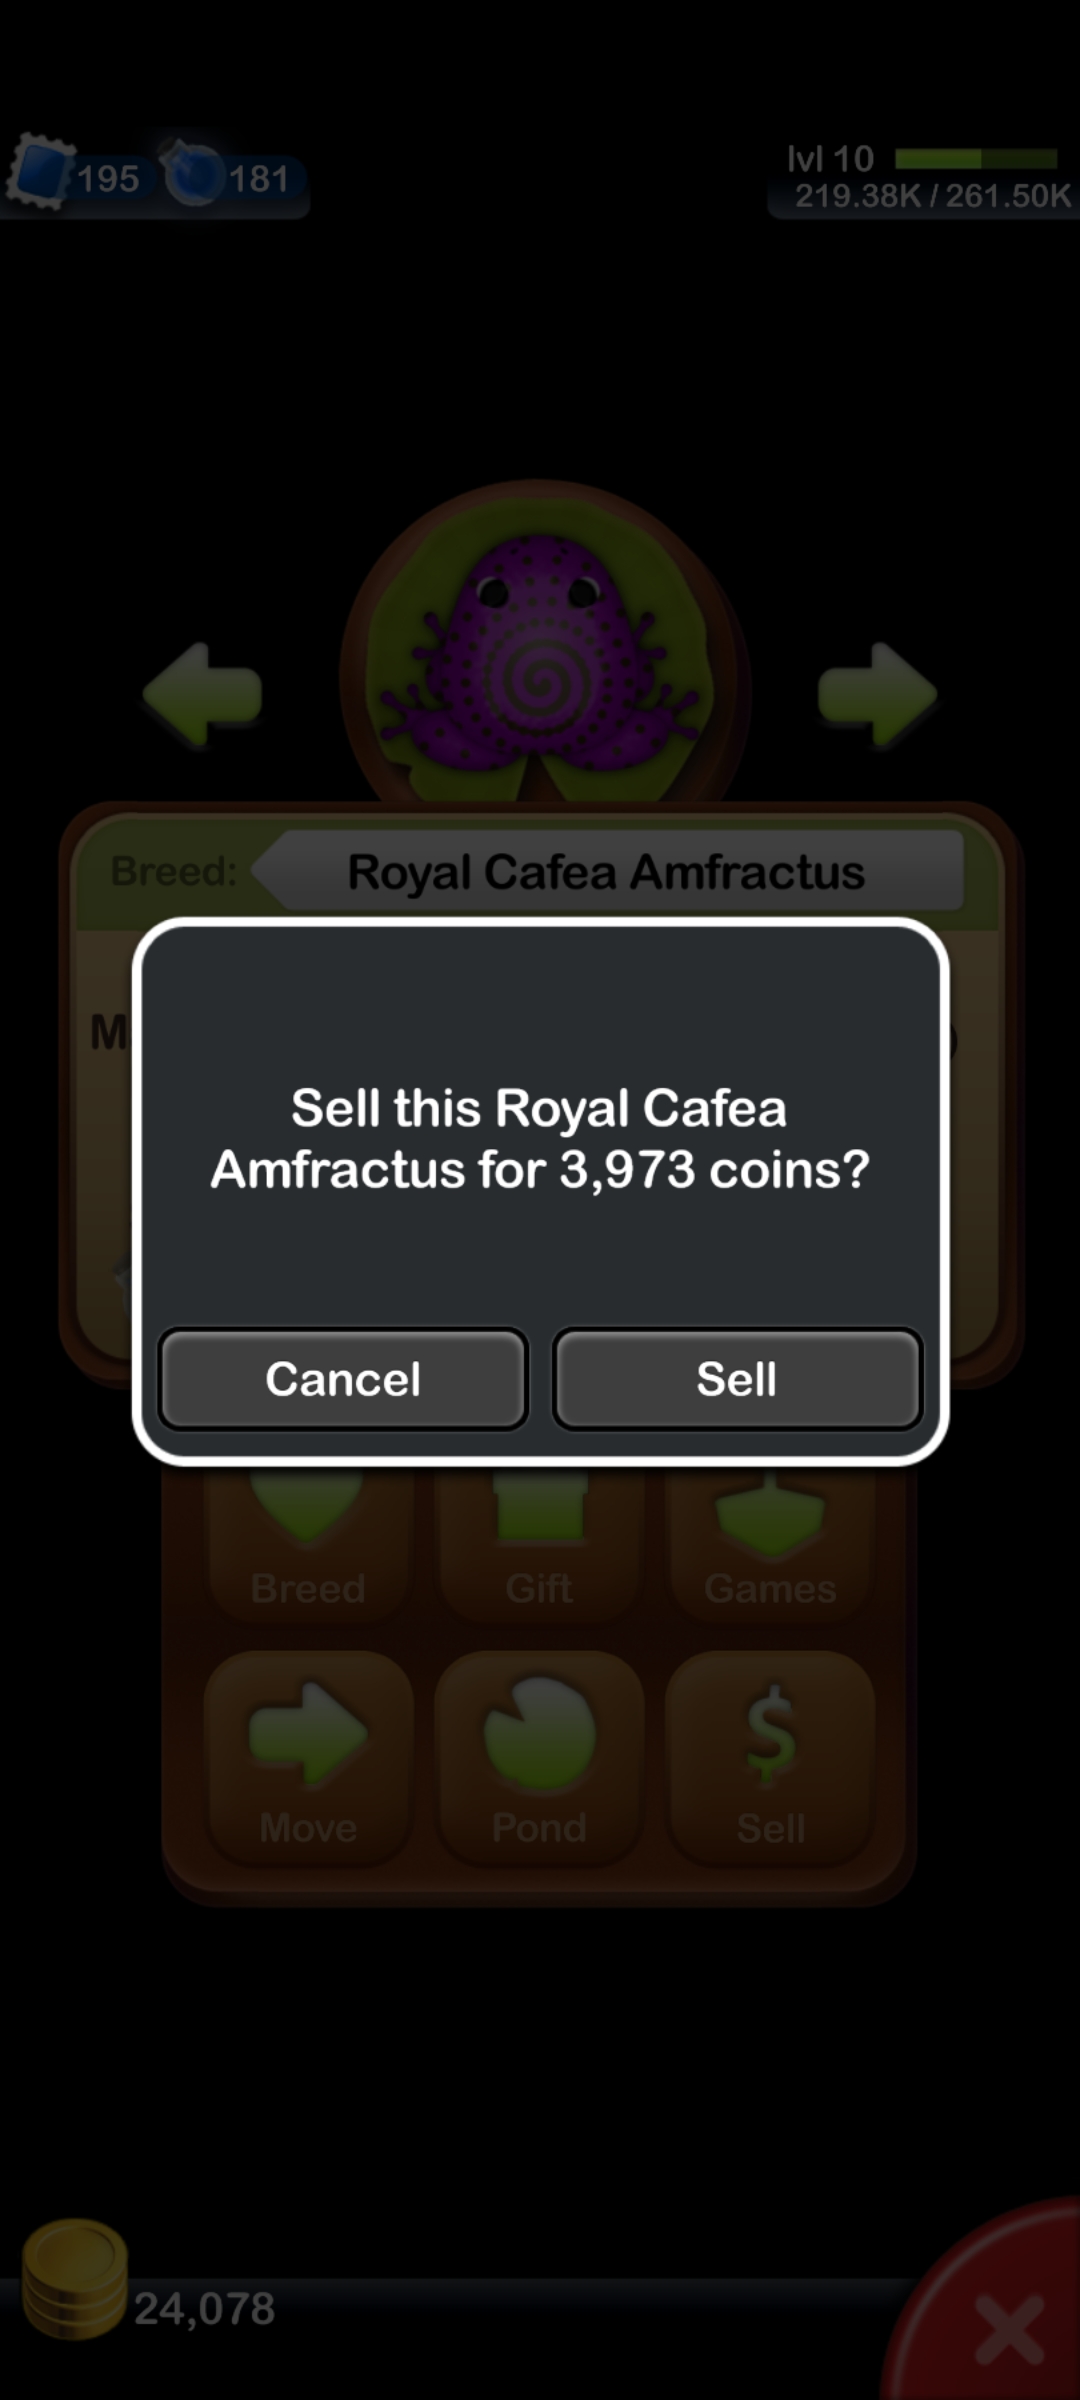 195
181
lvl 10
219.38K / 261.50K
Breed:
Royal Cafea Amfractus
M
Sell this Royal Cafea
Amfractus for 3,973 coins?
Cancel
Sell
Breed
Gift
Games
Move
Pond
Sell
24,078